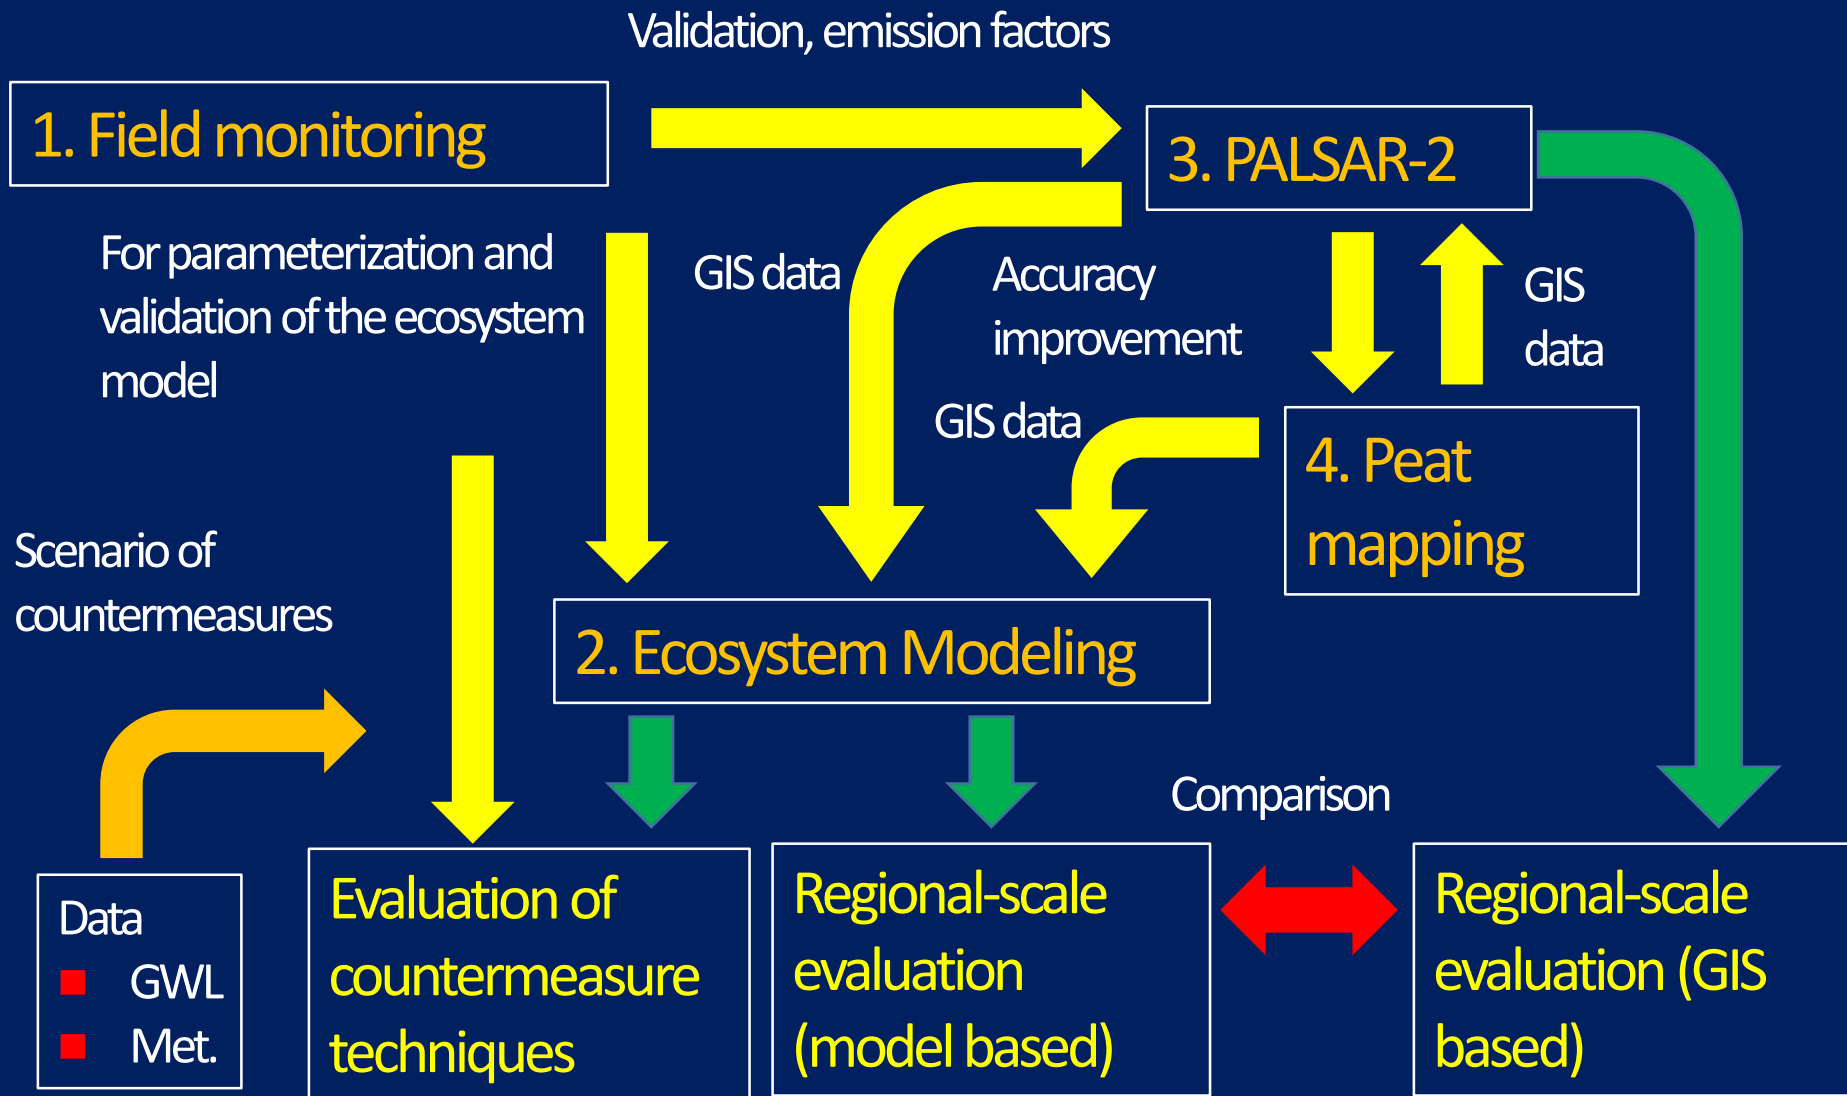 Validation, emission factors
1. Field monitoring
3. PALSAR-2
For parameterization and
validation of the ecosystem
model
GIS data
Accuracy
improvement
GIS
data
GIS data
4. Peat
mapping
Scenario of
countermeasures
2. Ecosystem Modeling
Comparison
Data
GWL
Met.
Evaluation of
countermeasure
techniques
Regional-scale
evaluation
(model based)
Regional-scale
evaluation (GIS
based)